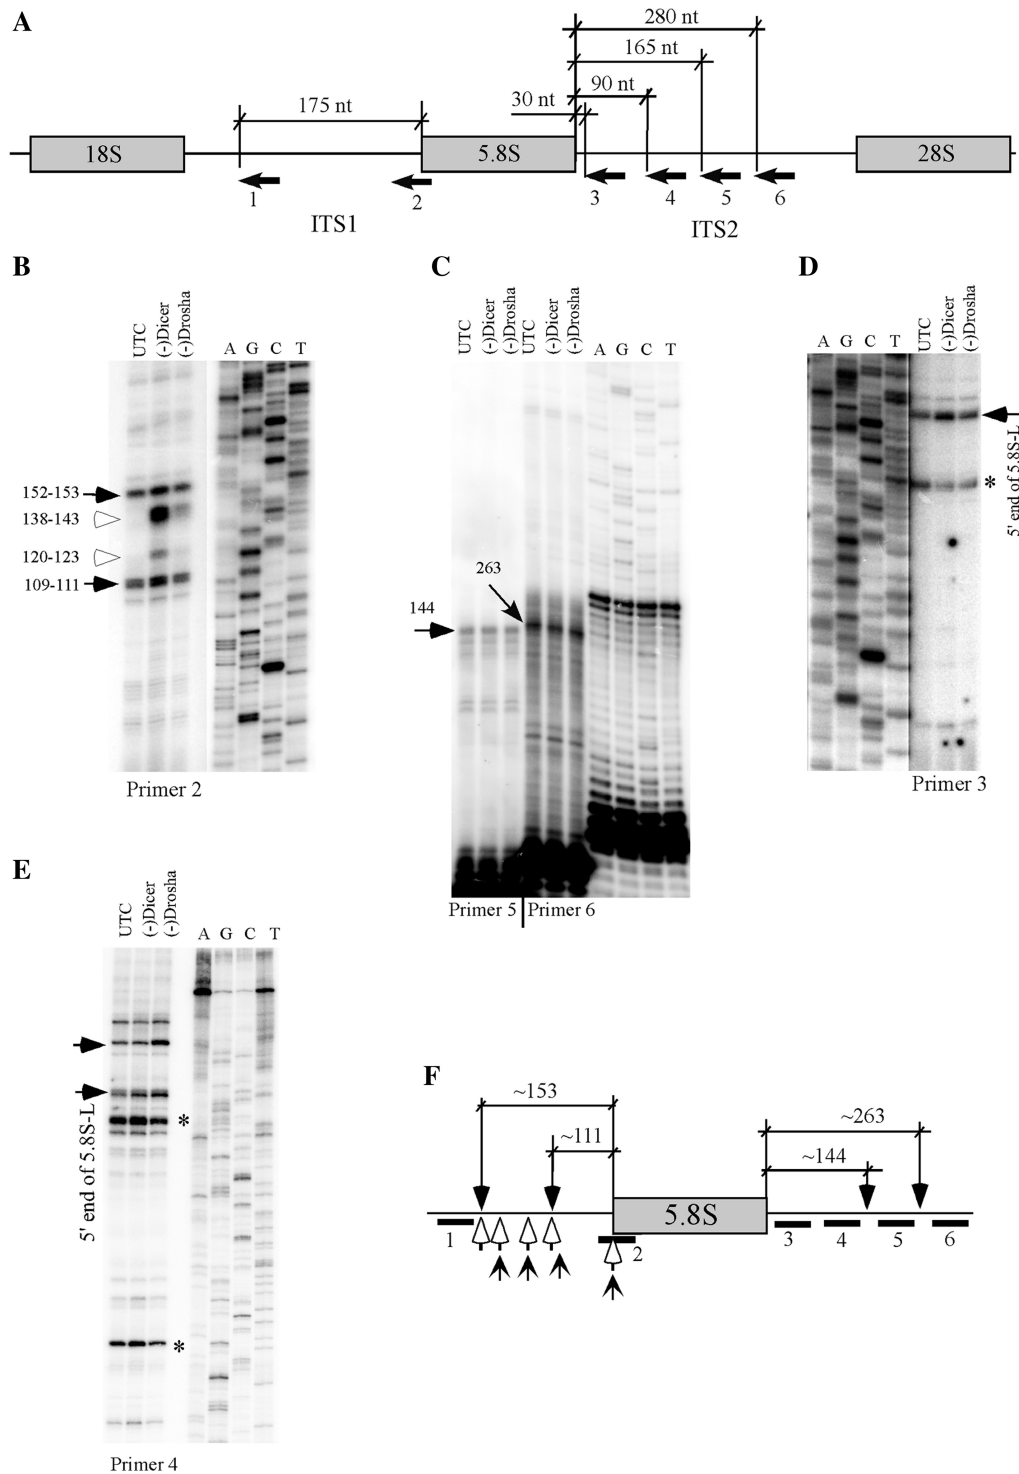 A
280 nt
165 nt
90 nt
30 nt
175 nt
18S
5.8S
28S
1
2
3
4
5
6
ITS1
ITS2
B
UTC
(-)Dicer
(-)Drosha
A G C T
152-153
138-143
120-123
109-111
Primer 2
C
UTC
(-)Dicer
(-)Drosha
UTC
(-)Dicer
(-)Drosha
A G C T
263
144
Primer 5
Primer 6
D
A G C T
UTC
(-)Dicer
(-)Drosha
5' end of 5.8S-L
*
Primer 3
E
UTC
(-)Dicer
(-)Drosha
A G C T
5' end of 5.8S-L
*
*
Primer 4
F
~153
~111
~263
~144
5.8S
1
2
3
4
5
6